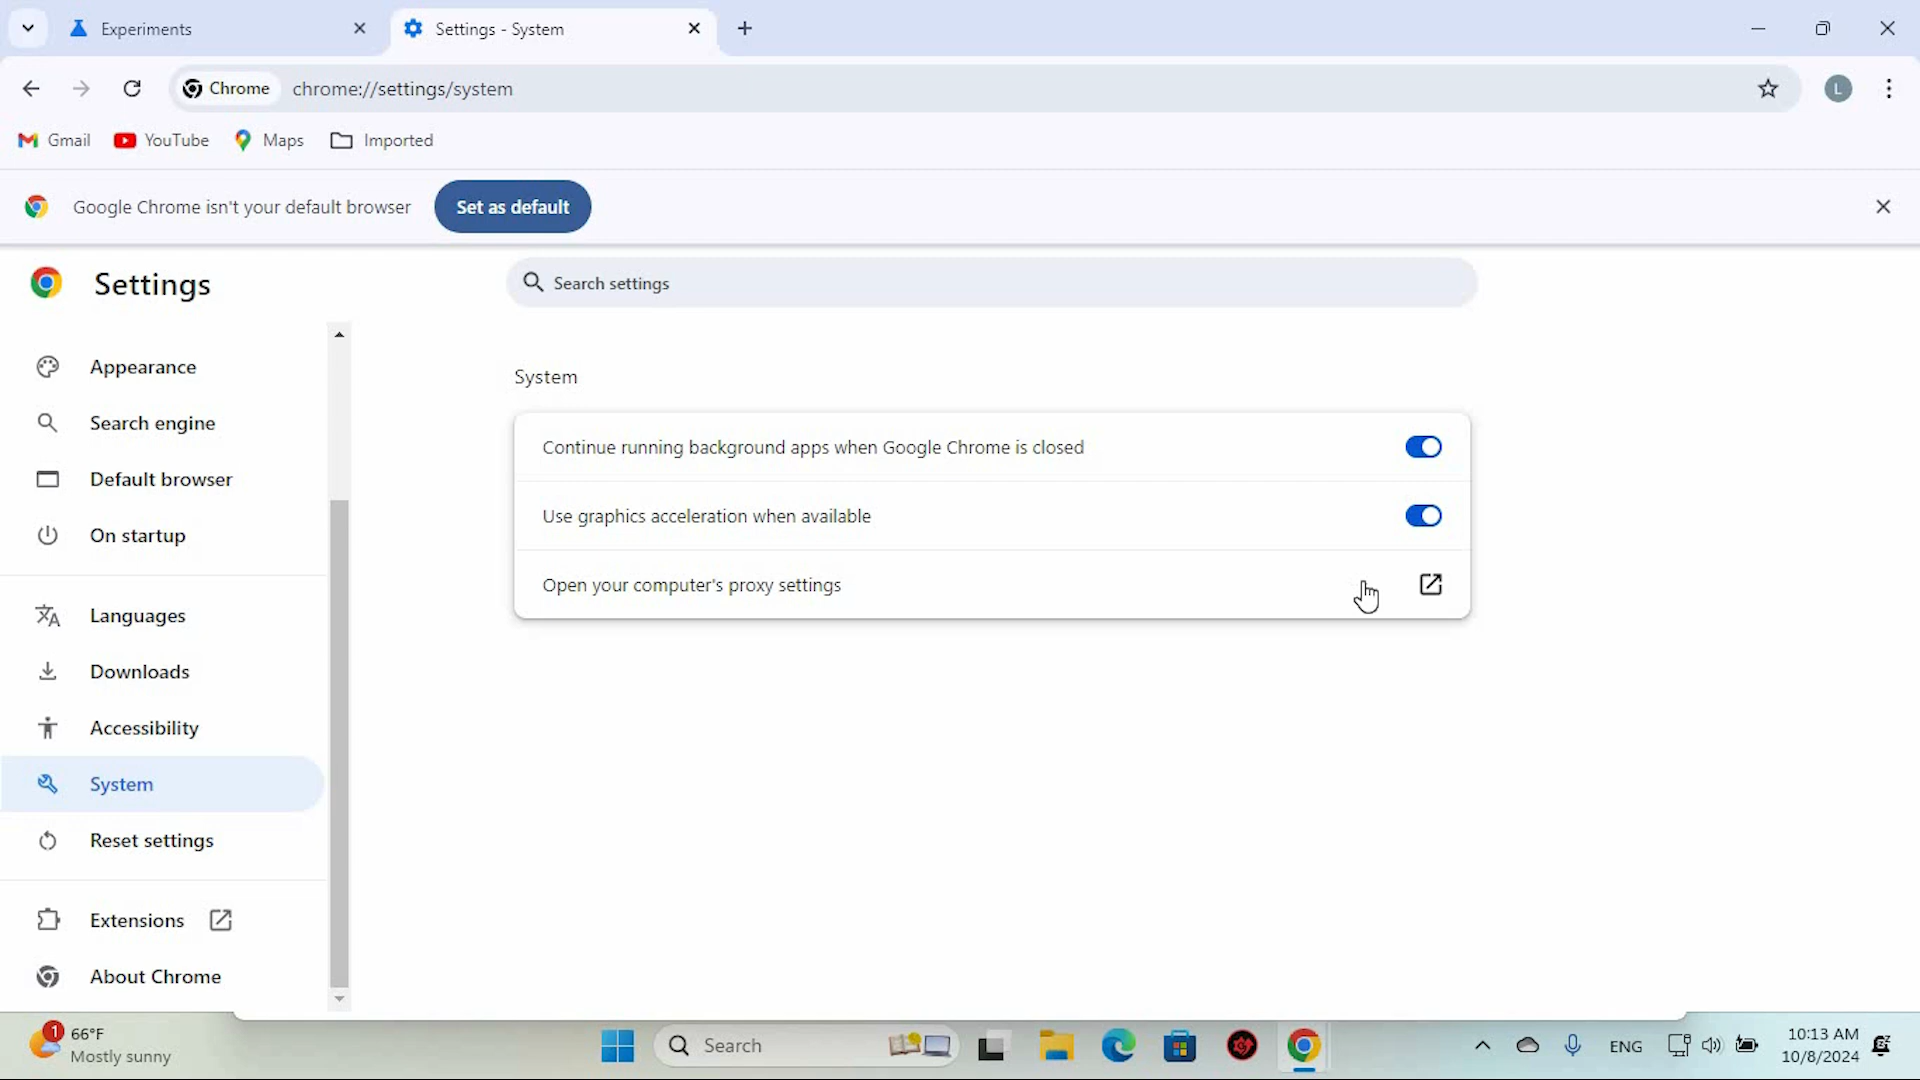 Experiments
Settings - System
Chrome
chrome://settings/system
L
Gmail
YouTube
Maps
Imported
Google Chrome isn't your default browser
Set as default
Settings
Search settings
Appearance
Search engine
Default browser
On startup
Languages
Downloads
Accessibility
System
Reset settings
Extensions
About Chrome
System
Continue running background apps when Google Chrome is closed
Use graphics acceleration when available
Open your computer's proxy settings
1
66°F
Mostly sunny
Search
ENG
10:13 AM
10/8/2024